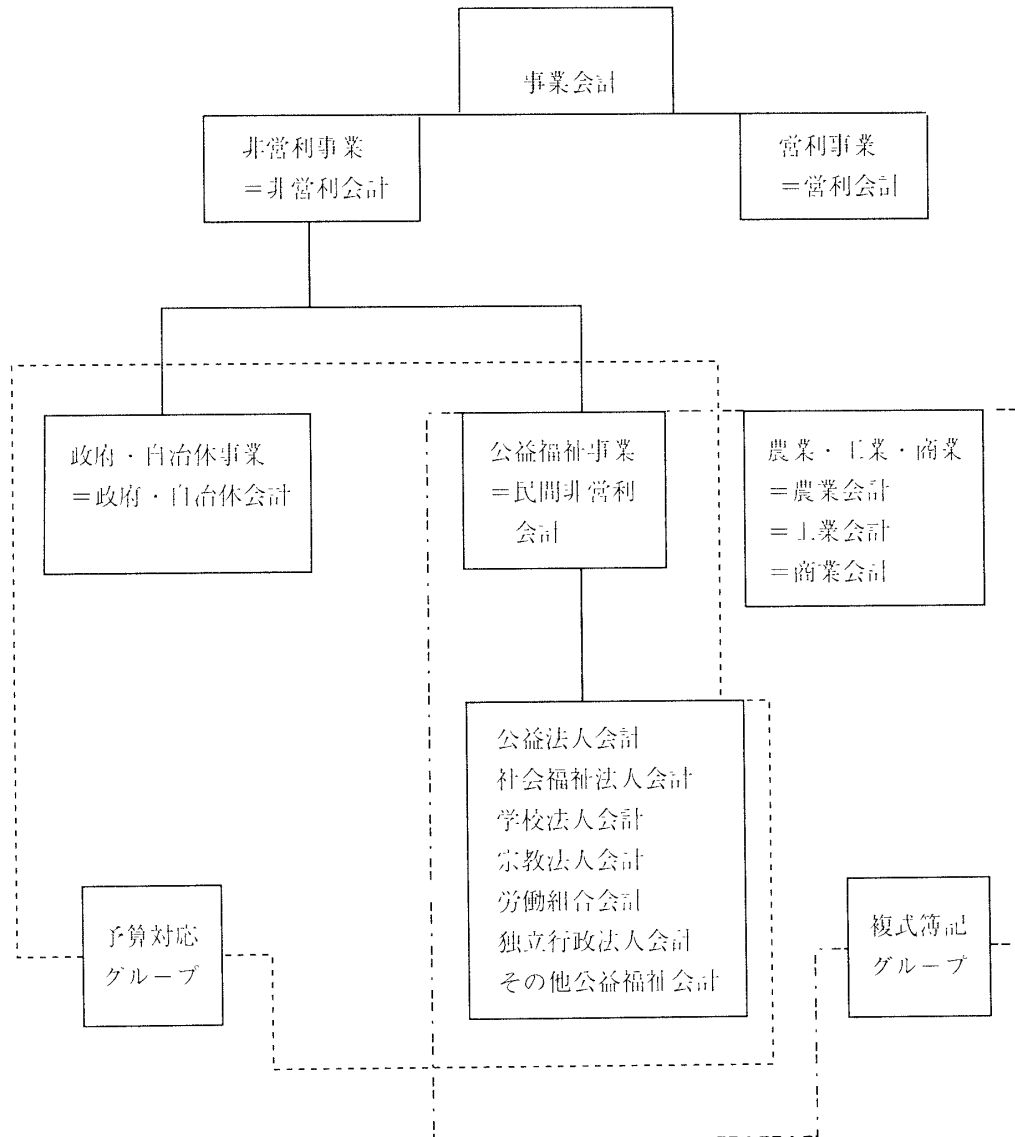 事業会計
非営利事業
=非営利会計
営利事業
=営利会計
政府・自治体事業
=政府・自治体会計
公益福祉事業
=民間非営利
会計
農業・工業・商業
=農業会計
=工業会計
=商業会計
公益法人会計
社会福祉法人会計
学校法人会計
宗教法人会計
労働組合会計
独立行政法人会計
その他公益福祉会計
予算対応
グループ
複式簿記
グループ